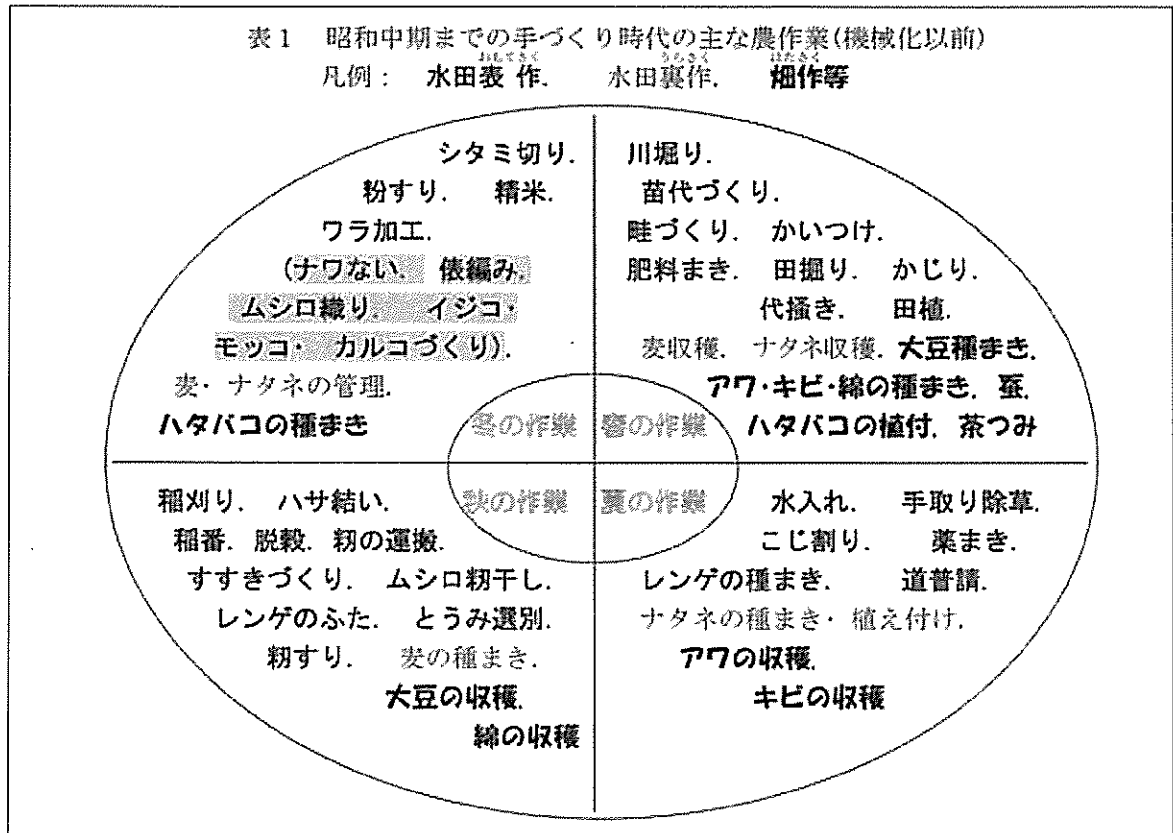 表1 昭和中期までの手づくり時代の主な農作業(機械化以前)
おもてさく うらさく はたさく
凡例： 水田表作． 水田裏作． 畑作等
シタミ切り．
粉すり． 精米．
ワラ加工．
(ナワない． 俵編み．
ムシロ織り． イジコ・
モッコ・ カルコづくり)．
麦・ナタネの管理．
ハタバコの種まき
冬の作業
川堀り．
苗代づくり．
畦づくり． かいつけ．
肥料まき． 田掘り． かじり．
代掻き． 田植．
麦収穫． ナタネ収穫．大豆種まき．
アワ・キビ・綿の種まき．蚕．
春の作業
ハタバコの植付．茶つみ
稲刈り． ハサ結い．
秋の作業
稲番．脱穀．籾の運搬．
すすきづくり． ムシロ籾干し．
レンゲのふた． とうみ選別．
籾すり． 麦の種まき．
大豆の収穫．
綿の収穫
夏の作業
水入れ． 手取り除草．
こじ割り． 薬まき．
レンゲの種まき． 道普請．
ナタネの種まき・植え付け．
アワの収穫．
キビの収穫